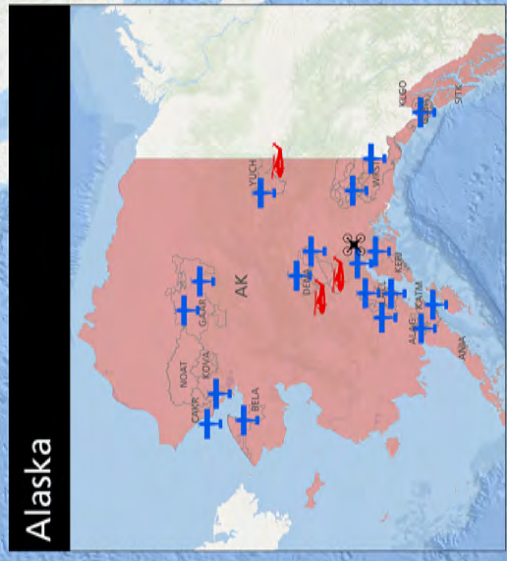 Alaska
NOAT
KOVA
CAKR
GAAR
BELA
AK
YUCH
DENA
WRST
KLGO
SITK
KEFJ
KATM
ALAG
ANIA